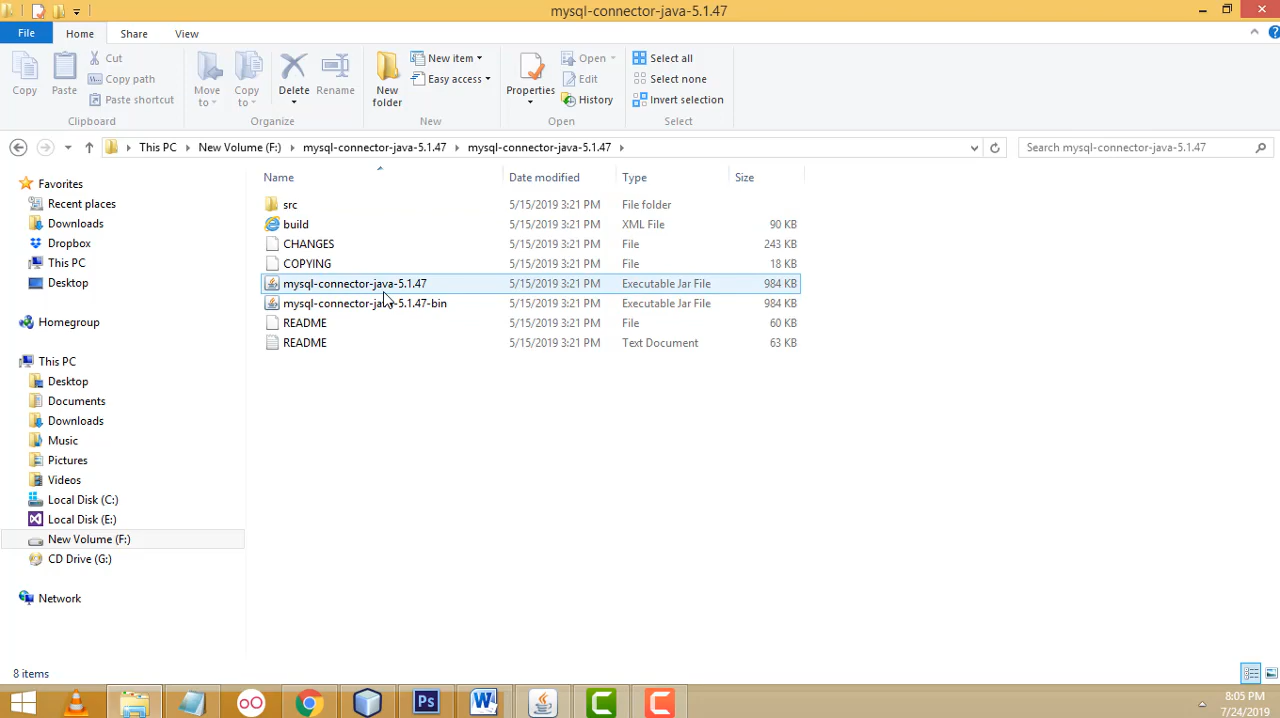 mysql-connector-java-5.1.47
File Home Share View
Copy Paste Cut Copy path Paste shortcut
Move to Copy to Delete Rename New folder
New item Easy access
Properties Open Edit History
Select all Select none Invert selection
Clipboard Organize New Open Select
This PC New Volume (F:) mysql-connector-java-5.1.47 mysql-connector-java-5.1.47 Search mysql-connector-java-5.1.47
Favorites
Recent places
Downloads
Dropbox
This PC
Desktop
Homegroup
This PC
Desktop
Documents
Downloads
Music
Pictures
Videos
Local Disk (C:)
Local Disk (E:)
New Volume (F:)
CD Drive (G:)
Network
Name Date modified Type Size
src 5/15/2019 3:21 PM File folder
build 5/15/2019 3:21 PM XML File 90 KB
CHANGES 5/15/2019 3:21 PM File 243 KB
COPYING 5/15/2019 3:21 PM File 18 KB
mysql-connector-java-5.1.47 5/15/2019 3:21 PM Executable Jar File 984 KB
mysql-connector-java-5.1.47-bin 5/15/2019 3:21 PM Executable Jar File 984 KB
README 5/15/2019 3:21 PM File 60 KB
README 5/15/2019 3:21 PM Text Document 63 KB
8 items
Ps W C C
8:05 PM
7/24/2019